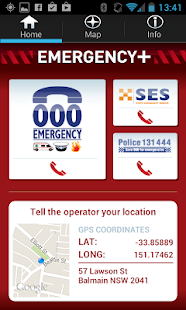 13:41
Home
Map
Info
EMERGENCY+
000
EMERGENCY
SES
Police 131 444
Tell the operator your location
GPS COORDINATES
LAT: -33.85889
LONG: 151.17462
57 Lawson St
Balmain NSW 2041
Google